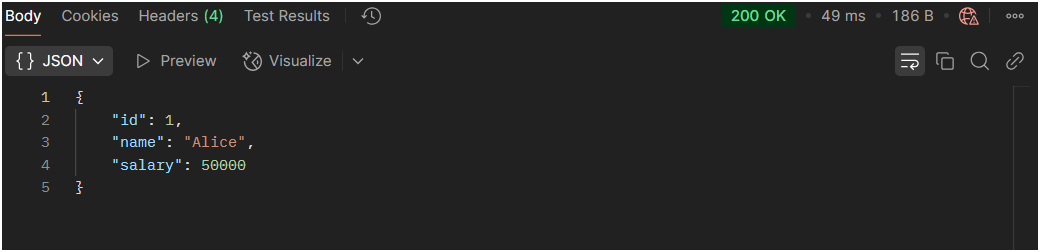 Body Cookies Headers (4) Test Results 200 OK • 49 ms • 186 B •
{} JSON Preview Visualize
1 {
2 "id": 1,
3 "name": "Alice",
4 "salary": 50000
5 }